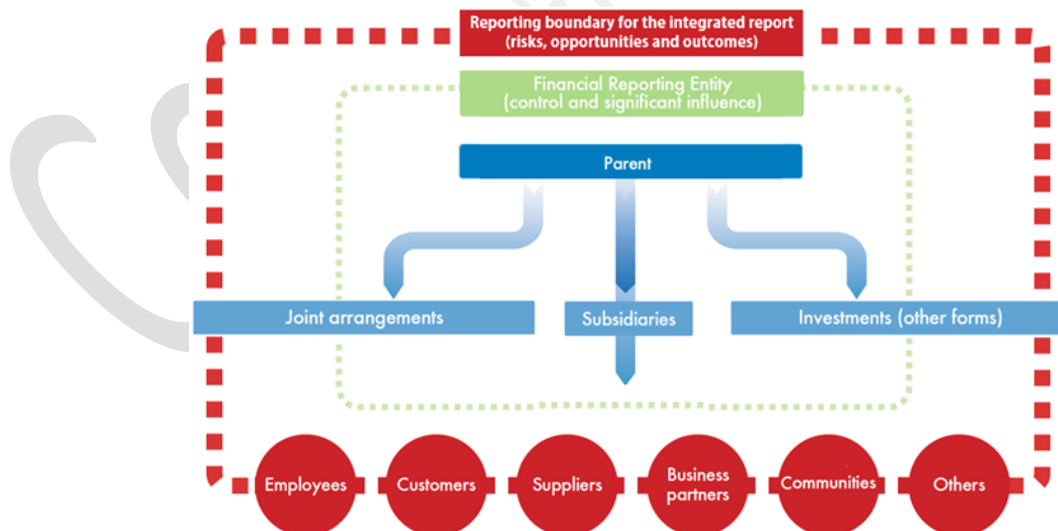 Reporting boundary for the integrated report
(risks, opportunities and outcomes)
Financial Reporting Entity
(control and significant influence)
Parent
Joint arrangements
Subsidiaries
Investments (other forms)
Employees
Customers
Suppliers
Business
partners
Communities
Others